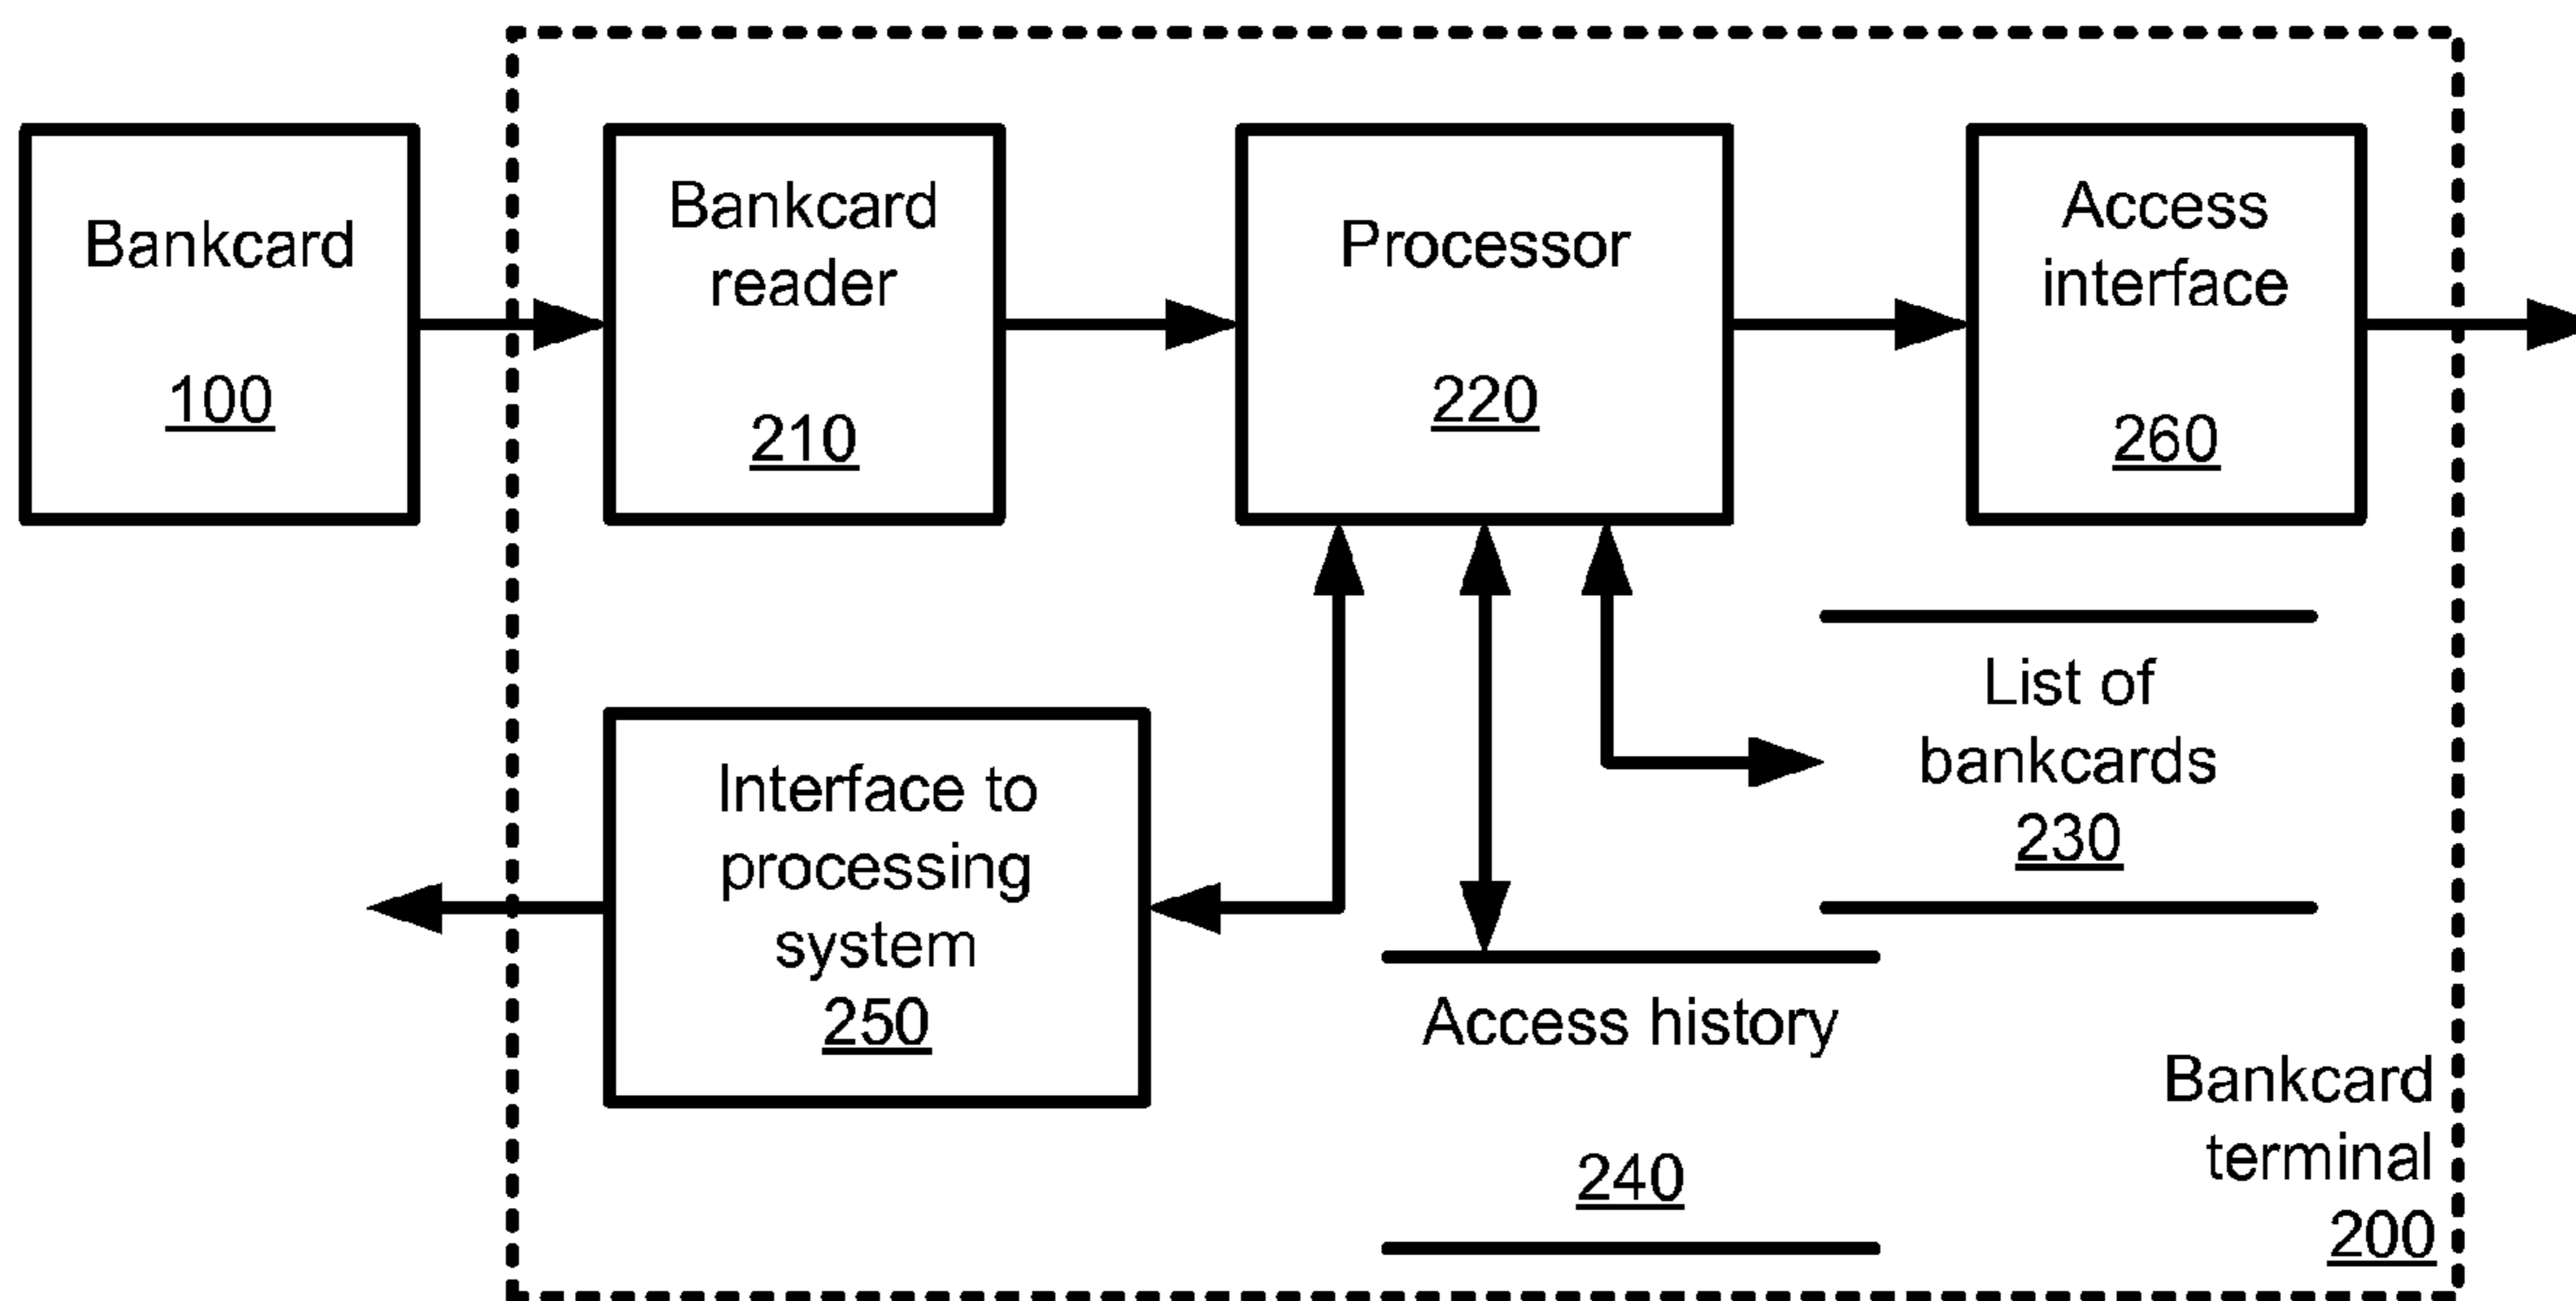 Bankcard
100
Bankcard
reader
210
Processor
220
Access
interface
260
List of
bankcards
230
Interface to
processing
system
250
Access history
240
Bankcard
terminal
200